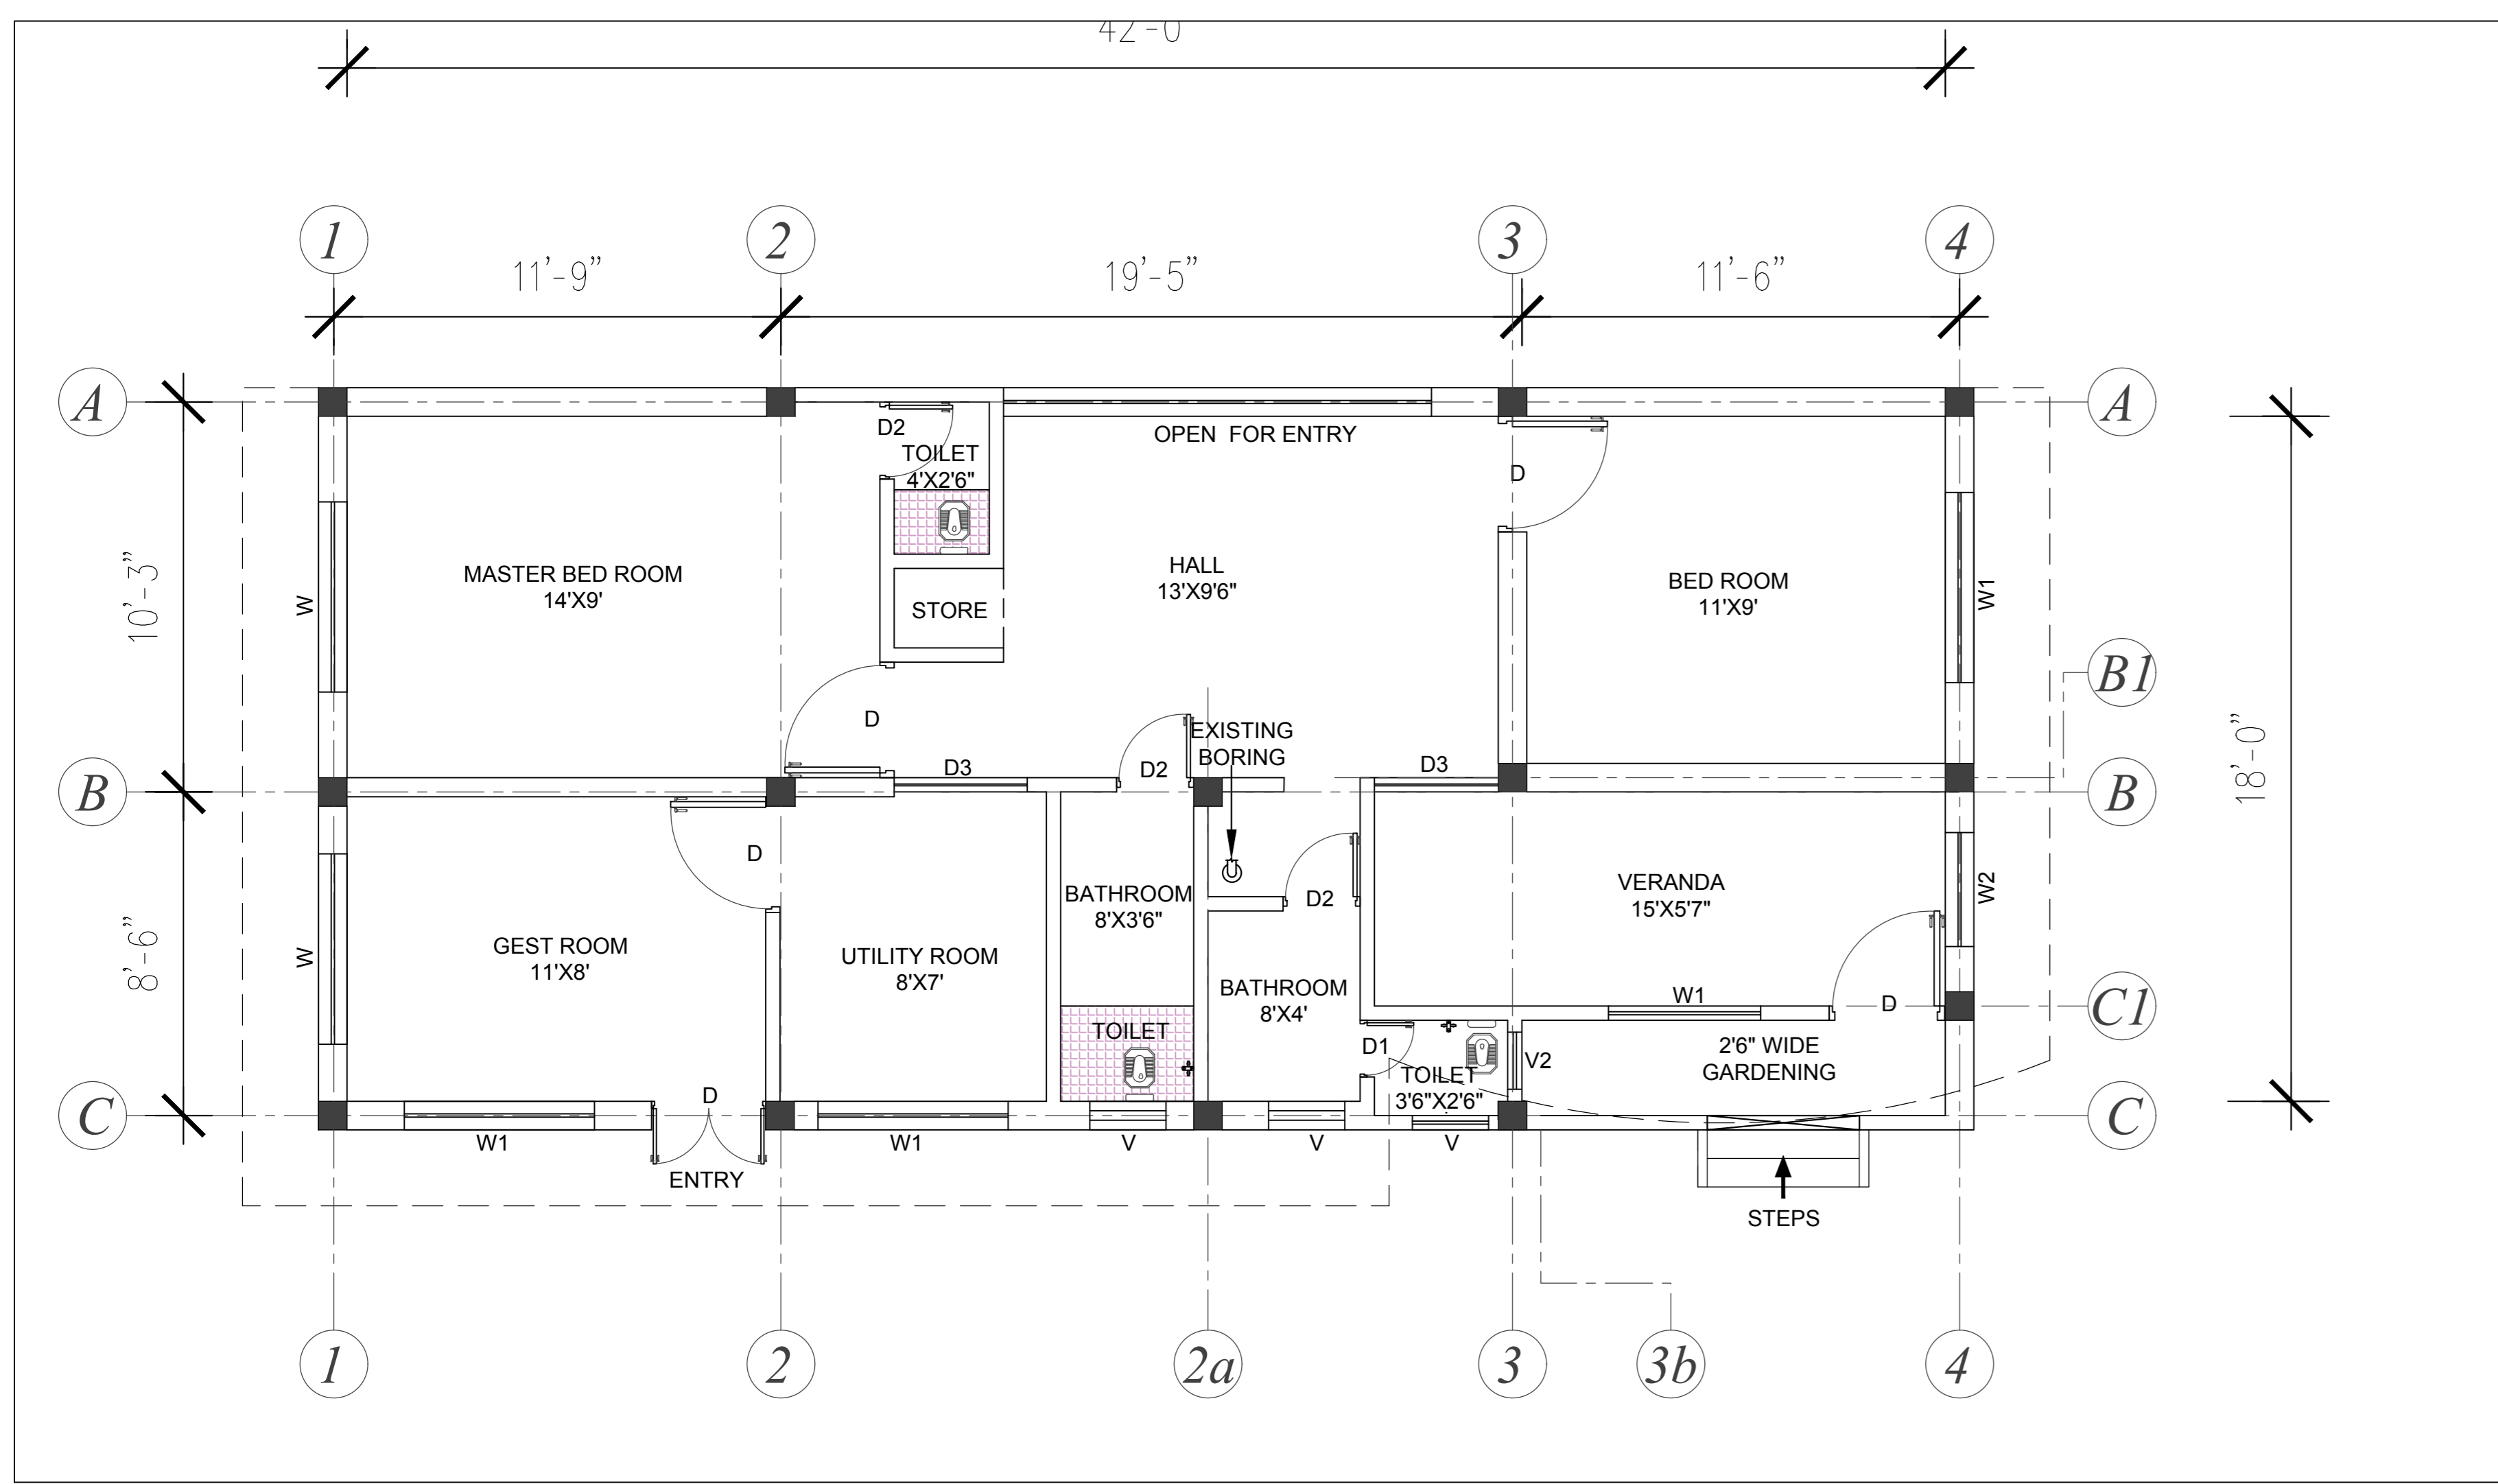 42'-0
1
2
3
4
11'-9”
19'-5”
11'-6”
A
A
D2
OPEN FOR ENTRY
TOILET
4'X2'6"
D
MASTER BED ROOM
14'X9'
HALL
13'X9'6"
BED ROOM
11'X9'
10'-3”
W
STORE
W1
B1
D
EXISTING
BORING
18'-0”
D3
D2
D3
B
B
D
BATHROOM
8'X3'6"
D2
VERANDA
15'X5'7"
W2
8'-6”
W
GEST ROOM
11'X8'
UTILITY ROOM
8'X7'
BATHROOM
8'X4'
W1
D
C1
TOILET
D1
V2
2'6" WIDE
GARDENING
TOILET
3'6"X2'6"
D
C
C
W1
W1
V
V
V
ENTRY
STEPS
1
2
2a
3
3b
4